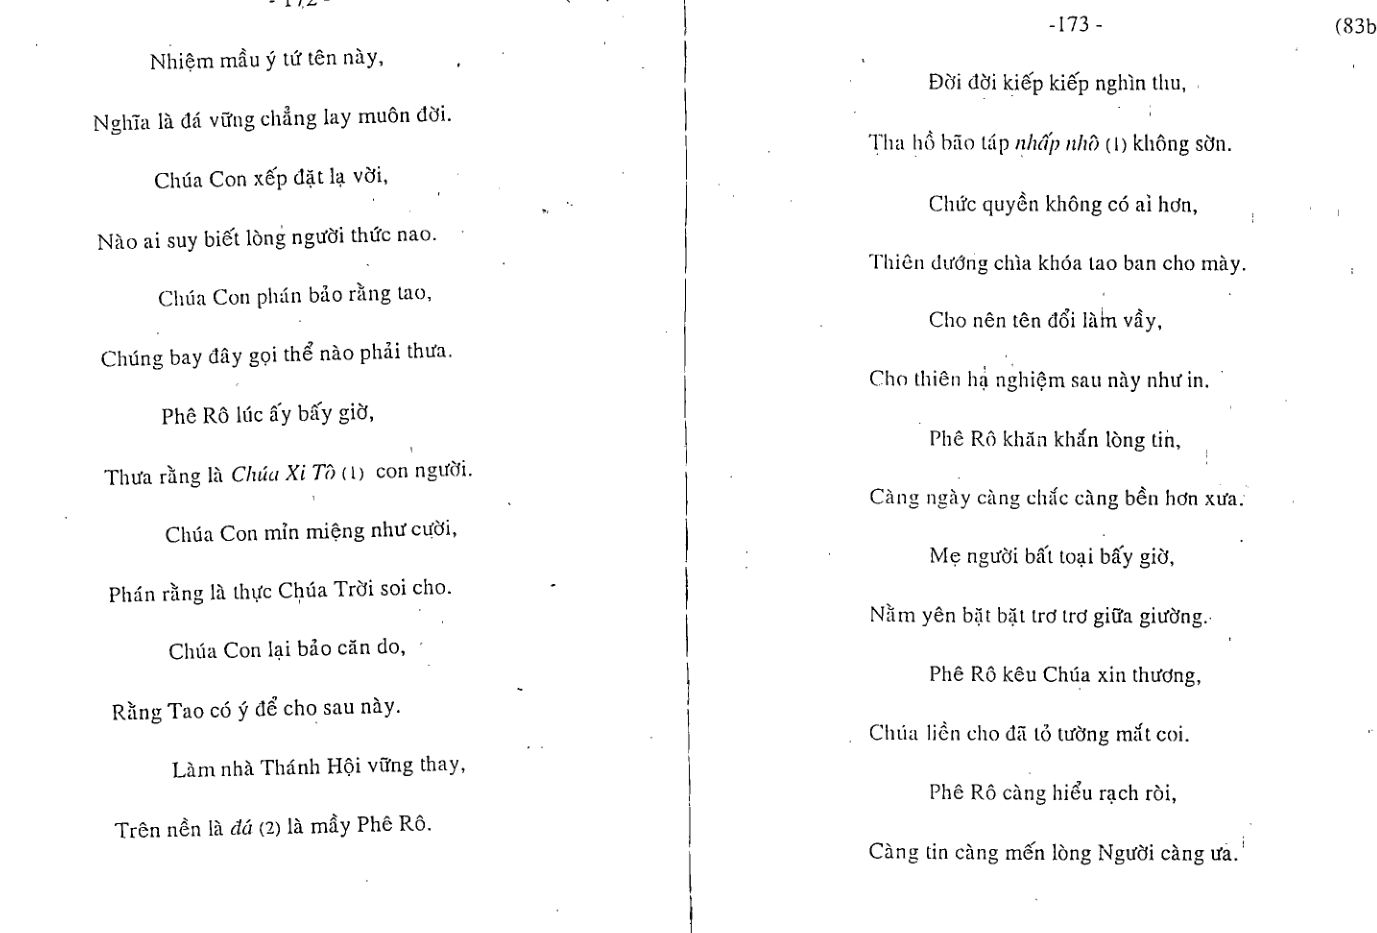 - 172 -
Nhiệm mầu ý tứ tên này,
Nghĩa là đá vững chẳng lay muôn đời.
Chúa Con xếp đặt lạ vời,
Nào ai suy biết lòng người thức nao.
Chúa Con phán bảo rằng tao,
Chúng bay đây gọi thể nào phải thưa.
Phê Rô lúc ấy bấy giờ,
Thưa rằng là Chúa Xi Tô (1) con người.
Chúa Con mỉn miệng như cười,
Phán rằng là thực Chúa Trời soi cho.
Chúa Con lại bảo căn do,
Rằng Tao có ý để cho sau này.
Làm nhà Thánh Hội vững thay,
Trên nền là đá (2) là mầy Phê Rô.
-173 -
(83b
Đời đời kiếp kiếp nghìn thu,
Tha hồ bão táp nhấp nhô (1) không sờn.
Chức quyền không có ai hơn,
Thiên dướng chìa khóa tao ban cho mày.
Cho nên tên đổi làm vầy,
Cho thiên hạ nghiệm sau này như in.
Phê Rô khăn khắn lòng tin,
Càng ngày càng chắc càng bền hơn xưa.
Mẹ người bất toại bấy giờ,
Nằm yên bặt bặt trơ trơ giữa giường.
Phê Rô kêu Chúa xin thương,
Chúa liền cho đã tỏ tường mắt coi.
Phê Rô càng hiểu rạch ròi,
Càng tin càng mến lòng Người càng ưa.